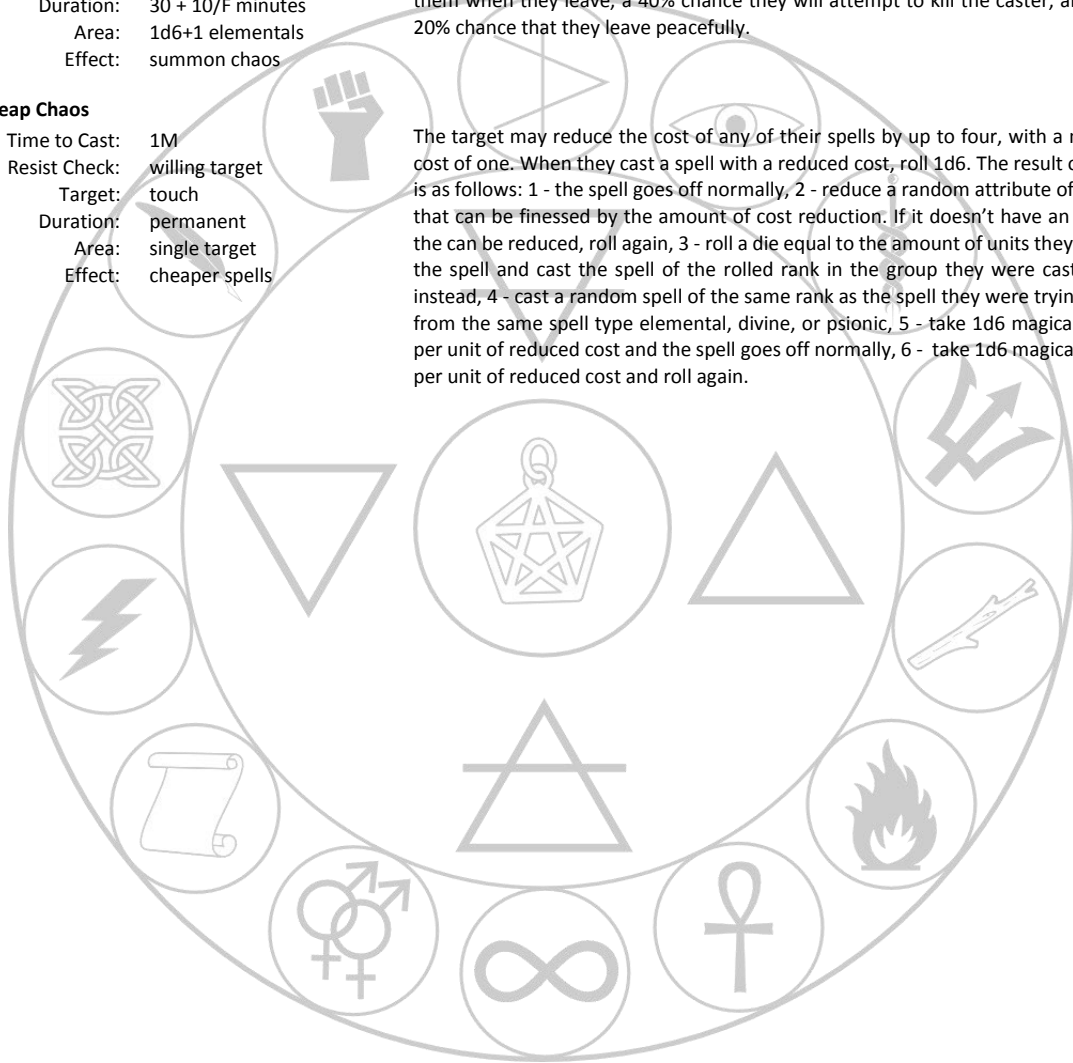 Duration: 30 + 10/F minutes
Area: 1d6+1 elementals
Effect: summon chaos
them when they leave, a 40% chance they will attempt to kill the caster,
20% chance that they leave peacefully.
eap Chaos
Time to Cast: 1M
Resist Check: willing target
Target: touch
Duration: permanent
Area: single target
Effect: cheaper spells
The target may reduce the cost of any of their spells by up to four, with a
cost of one. When they cast a spell with a reduced cost, roll 1d6. The result
is as follows: 1 - the spell goes off normally, 2 - reduce a random attribute of
that can be finessed by the amount of cost reduction. If it doesn’t have an
the can be reduced, roll again, 3 - roll a die equal to the amount of units they
the spell and cast the spell of the rolled rank in the group they were cast
instead, 4 - cast a random spell of the same rank as the spell they were tryin
from the same spell type elemental, divine, or psionic, 5 - take 1d6 magica
per unit of reduced cost and the spell goes off normally, 6 - take 1d6 magica
per unit of reduced cost and roll again.